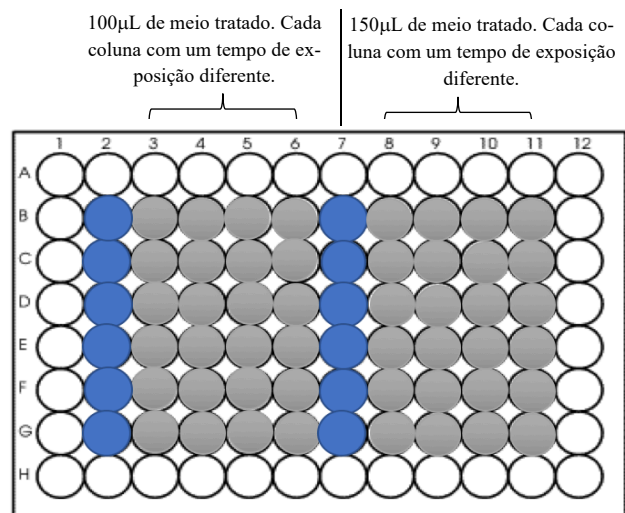 100μL de meio tratado. Cada
coluna com um tempo de ex-
posição diferente.
150μL de meio tratado. Cada co-
luna com um tempo de exposição
diferente.
1 2 3 4 5 6 7 8 9 10 11 12
A
B
C
D
E
F
G
H